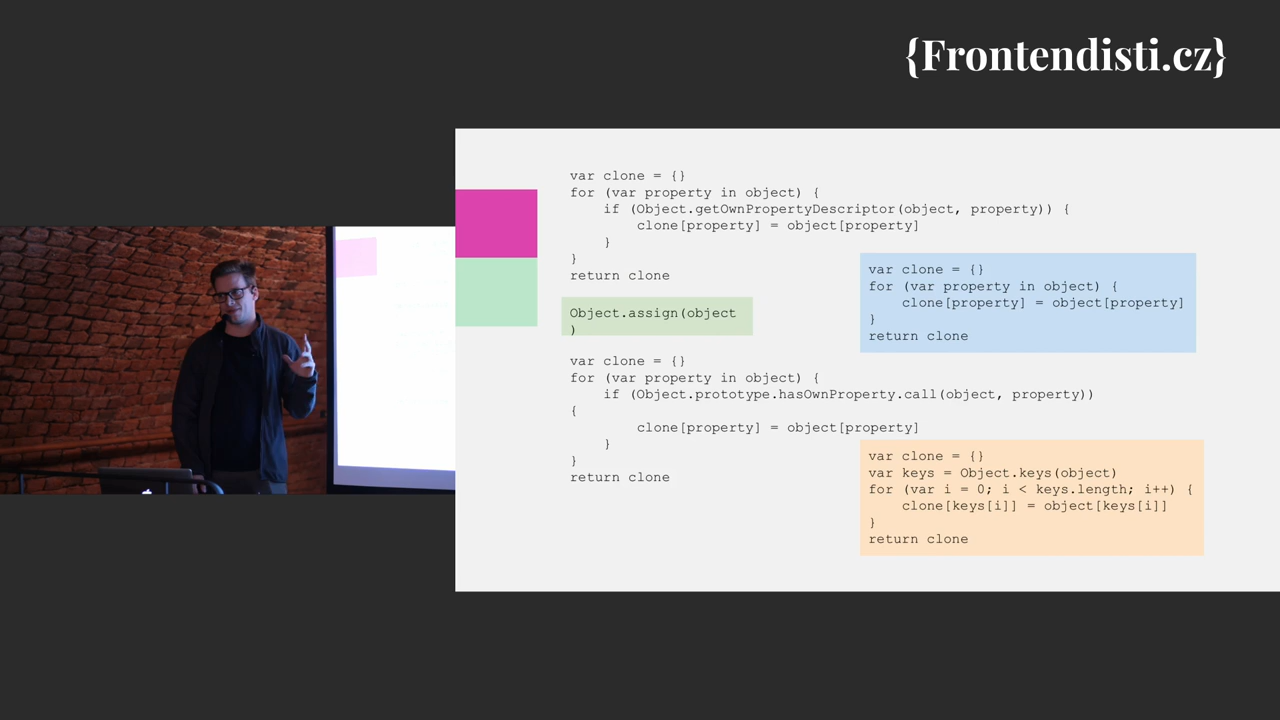 {Frontendisti.cz}
var clone = {}
for (var property in object) {
    if (Object.getOwnPropertyDescriptor(object, property)) {
        clone[property] = object[property]
    }
}
return clone
Object.assign(object
)
var clone = {}
for (var property in object) {
    if (Object.prototype.hasOwnProperty.call(object, property))
{
        clone[property] = object[property]
    }
}
return clone
var clone = {}
for (var property in object) {
    clone[property] = object[property]
}
return clone
var clone = {}
var keys = Object.keys(object)
for (var i = 0; i < keys.length; i++) {
    clone[keys[i]] = object[keys[i]]
}
return clone